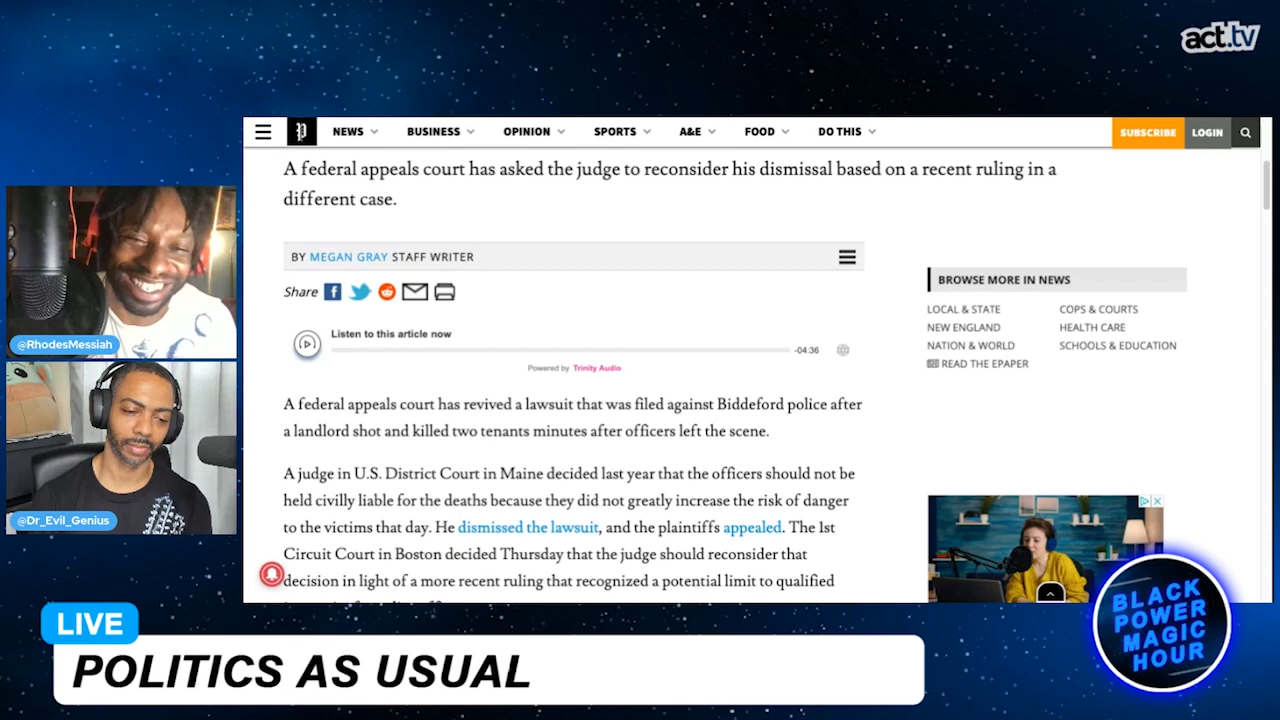 act.tv
P
NEWS
BUSINESS
OPINION
SPORTS
A&E
FOOD
DO THIS
SUBSCRIBE
LOGIN
A federal appeals court has asked the judge to reconsider his dismissal based on a recent ruling in a
different case.
BY MEGAN GRAY STAFF WRITER
Share
Listen to this article now
-04:36
Powered by Trinity Audio
A federal appeals court has revived a lawsuit that was filed against Biddeford police after
a landlord shot and killed two tenants minutes after officers left the scene.
A judge in U.S. District Court in Maine decided last year that the officers should not be
held civilly liable for the deaths because they did not greatly increase the risk of danger
to the victims that day. He dismissed the lawsuit, and the plaintiffs appealed. The 1st
Circuit Court in Boston decided Thursday that the judge should reconsider that
decision in light of a more recent ruling that recognized a potential limit to qualified
BROWSE MORE IN NEWS
LOCAL & STATE
COPS & COURTS
NEW ENGLAND
HEALTH CARE
NATION & WORLD
SCHOOLS & EDUCATION
READ THE EPAPER
@RhodesMessiah
@Dr_Evil_Genius
LIVE
POLITICS AS USUAL
BLACK
POWER
MAGIC
HOUR